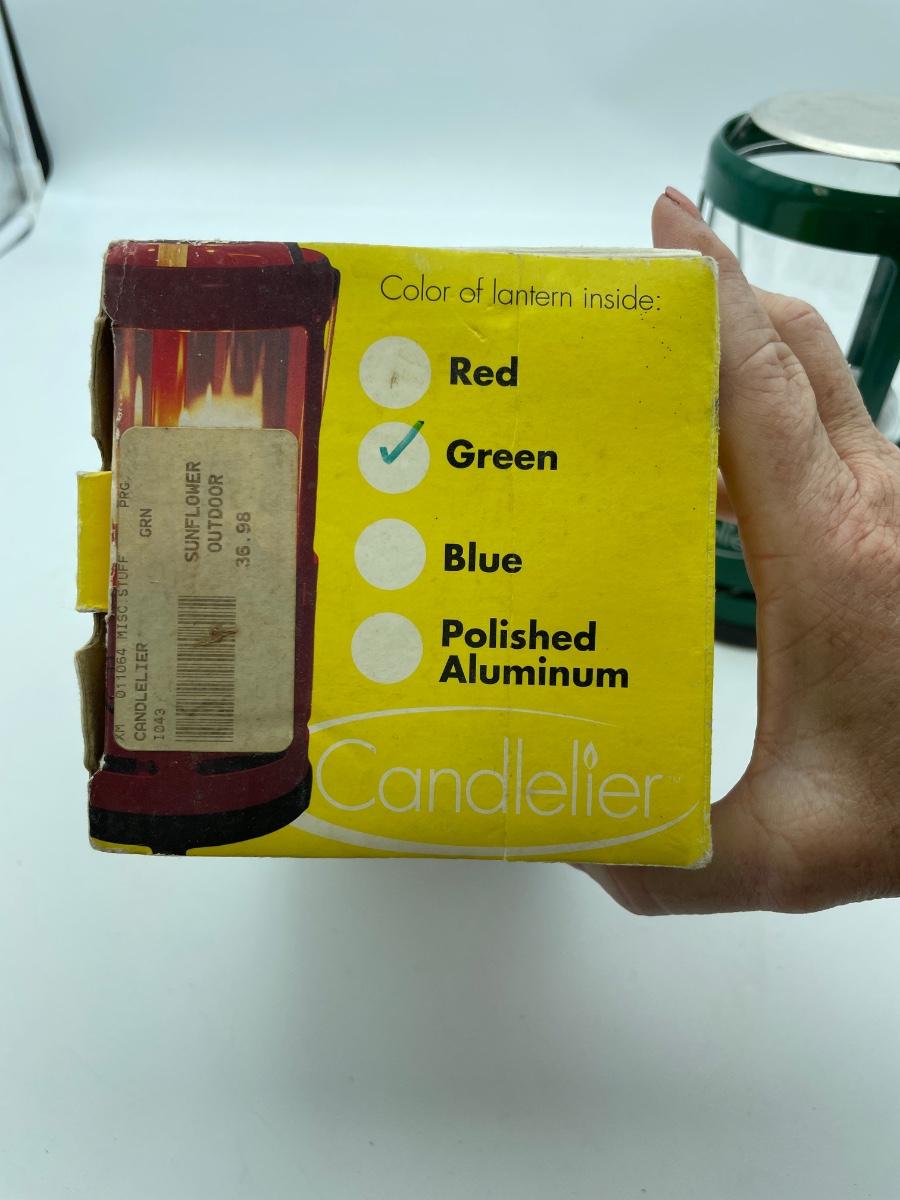 Color of lantern inside:
Red
Green
Blue
Polished
Aluminum
Candlelier™
SUNFLOWER
OUTDOOR
36.98
GRN
PRG
XM 011064 MISC.STUFF
CANDLELIER
I043